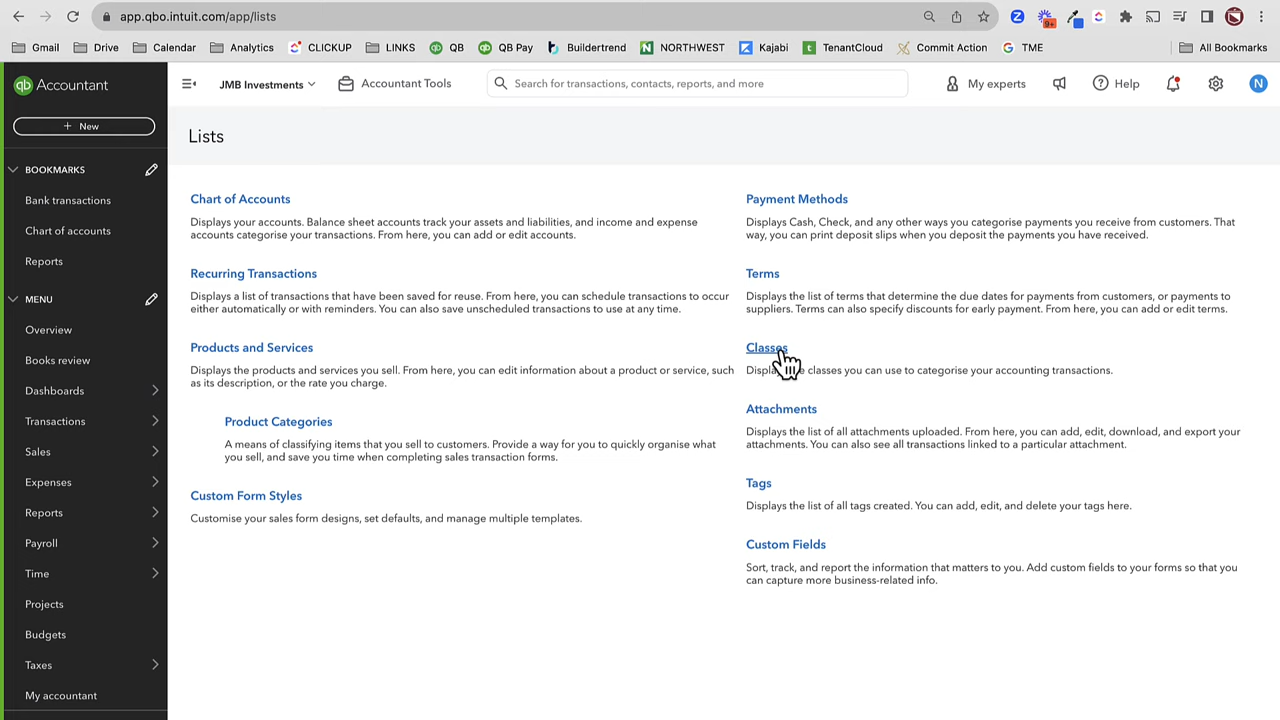 app.qbo.intuit.com/app/lists
9+
Gmail Drive Calendar Analytics CLICKUP LINKS QB QB Pay Buildertrend NORTHWEST Kajabi TenantCloud Commit Action TME All Bookmarks
qb Accountant
JMB Investments
Accountant Tools
Search for transactions, contacts, reports, and more
My experts
Help
N
+ New
BOOKMARKS
Bank transactions
Chart of accounts
Reports
MENU
Overview
Books review
Dashboards
Transactions
Sales
Expenses
Reports
Payroll
Time
Projects
Budgets
Taxes
My accountant
Lists
Chart of Accounts
Displays your accounts. Balance sheet accounts track your assets and liabilities, and income and expense
accounts categorise your transactions. From here, you can add or edit accounts.
Recurring Transactions
Displays a list of transactions that have been saved for reuse. From here, you can schedule transactions to occur
either automatically or with reminders. You can also save unscheduled transactions to use at any time.
Products and Services
Displays the products and services you sell. From here, you can edit information about a product or service, such
as its description, or the rate you charge.
Product Categories
A means of classifying items that you sell to customers. Provide a way for you to quickly organise what
you sell, and save you time when completing sales transaction forms.
Custom Form Styles
Customise your sales form designs, set defaults, and manage multiple templates.
Payment Methods
Displays Cash, Check, and any other ways you categorise payments you receive from customers. That
way, you can print deposit slips when you deposit the payments you have received.
Terms
Displays the list of terms that determine the due dates for payments from customers, or payments to
suppliers. Terms can also specify discounts for early payment. From here, you can add or edit terms.
Classes
classes you can use to categorise your accounting transactions.
Attachments
Displays the list of all attachments uploaded. From here, you can add, edit, download, and export your
attachments. You can also see all transactions linked to a particular attachment.
Tags
Displays the list of all tags created. You can add, edit, and delete your tags here.
Custom Fields
Sort, track, and report the information that matters to you. Add custom fields to your forms so that you
can capture more business-related info.